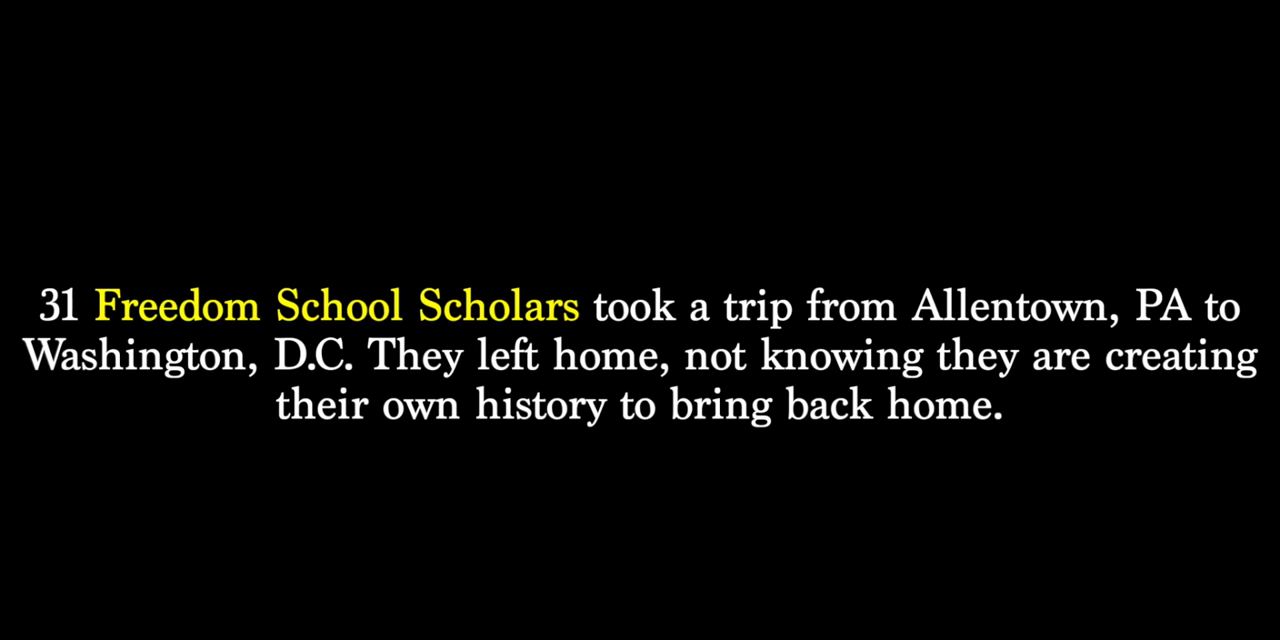 31 Freedom School Scholars took a trip from Allentown, PA to
Washington, D.C. They left home, not knowing they are creating
their own history to bring back home.